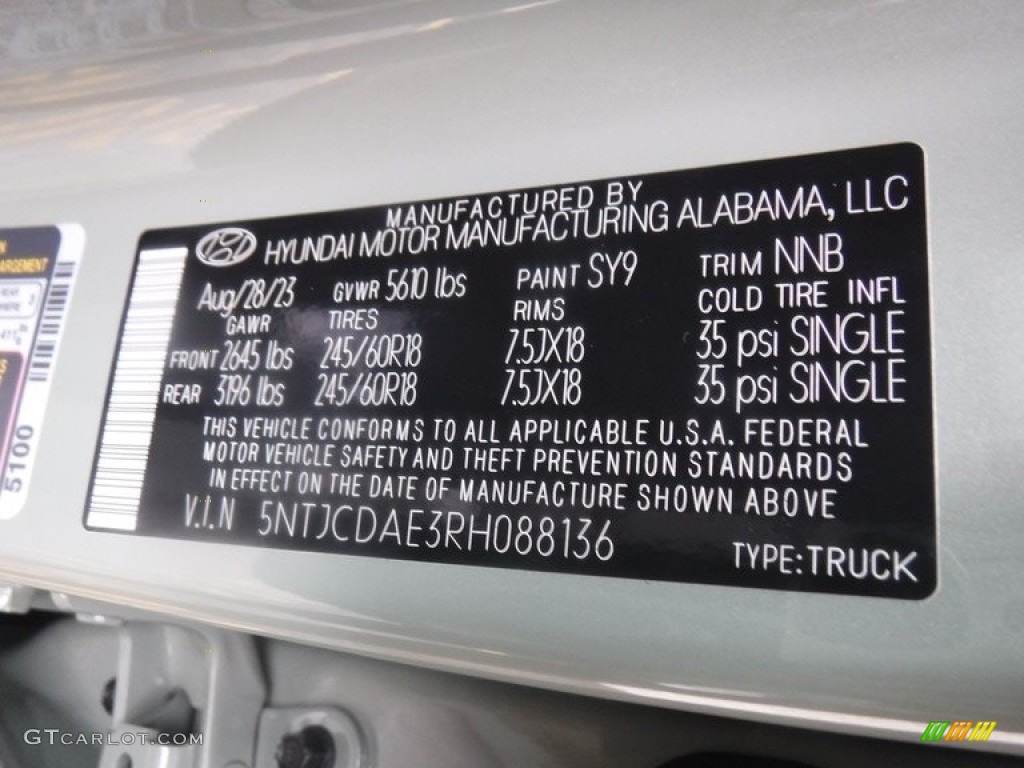 MANUFACTURED BY
HYUNDAI MOTOR MANUFACTURING ALABAMA, LLC
Aug/28/23 GVWR 5610 lbs PAINT SY9 TRIM NNB
GAWR TIRES RIMS COLD TIRE INFL
FRONT 2645 lbs 245/60R18 7.5JX18 35 psi SINGLE
REAR 3196 lbs 245/60R18 7.5JX18 35 psi SINGLE
THIS VEHICLE CONFORMS TO ALL APPLICABLE U.S.A. FEDERAL
MOTOR VEHICLE SAFETY AND THEFT PREVENTION STANDARDS
IN EFFECT ON THE DATE OF MANUFACTURE SHOWN ABOVE
V.I.N 5NTJCDAE3RH088136
TYPE:TRUCK
5100
GTCARLOT.COM